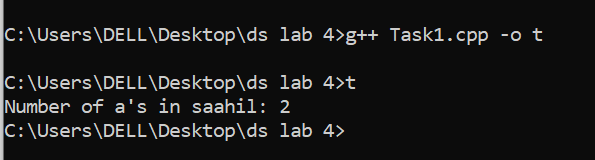 C:\Users\DELL\Desktop\ds lab 4>g++ Task1.cpp -o t
C:\Users\DELL\Desktop\ds lab 4>t
Number of a's in saahil: 2
C:\Users\DELL\Desktop\ds lab 4>